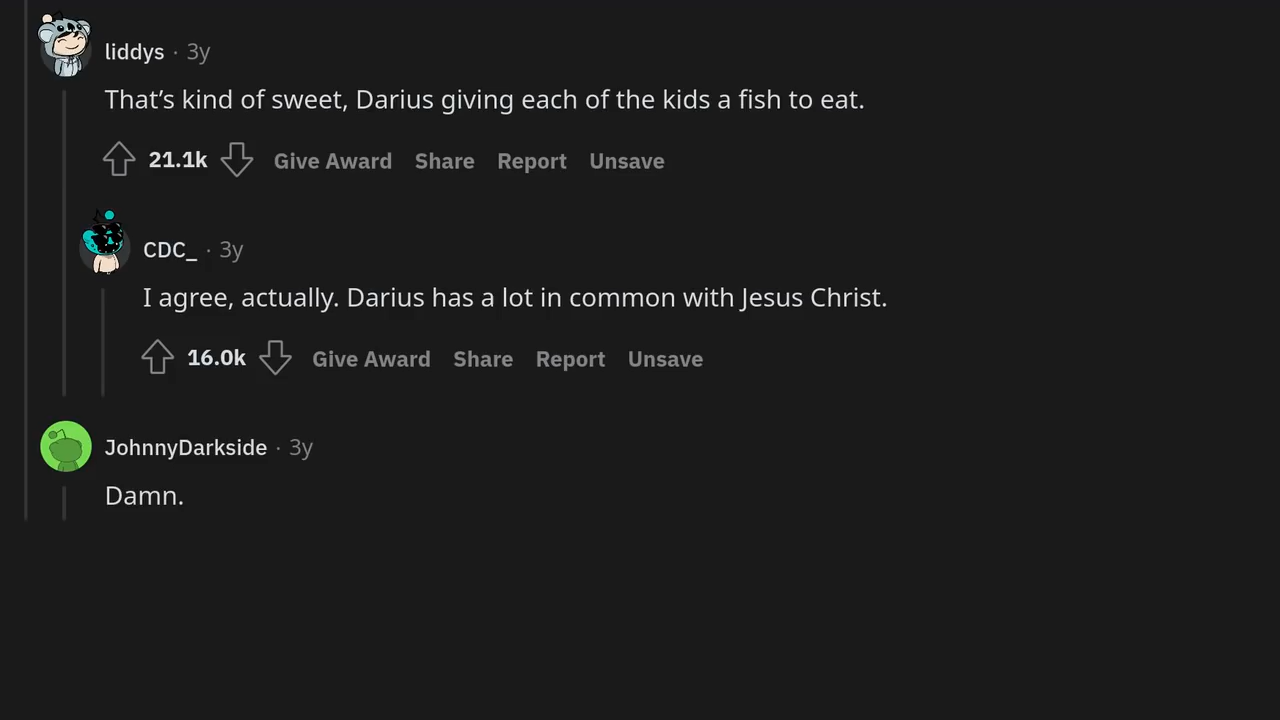 liddys · 3y
That’s kind of sweet, Darius giving each of the kids a fish to eat.
21.1k Give Award Share Report Unsave
CDC_ · 3y
I agree, actually. Darius has a lot in common with Jesus Christ.
16.0k Give Award Share Report Unsave
JohnnyDarkside · 3y
Damn.